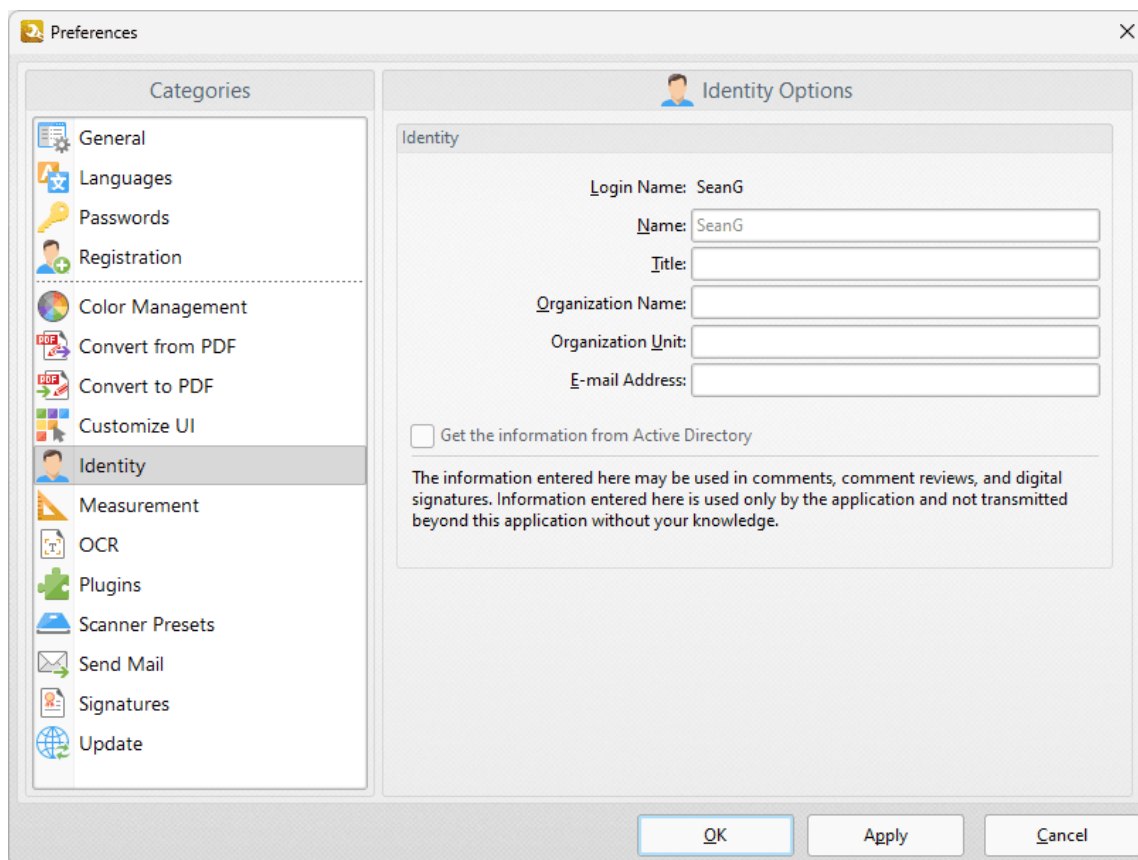 Preferences
Categories
General
Languages
Passwords
Registration
Color Management
Convert from PDF
Convert to PDF
Customize UI
Identity
Measurement
OCR
Plugins
Scanner Presets
Send Mail
Signatures
Update
Identity Options
Identity
Login Name: SeanG
Name: SeanG
Title:
Organization Name:
Organization Unit:
E-mail Address:
Get the information from Active Directory
The information entered here may be used in comments, comment reviews, and digital
signatures. Information entered here is used only by the application and not transmitted
beyond this application without your knowledge.
OK Apply Cancel